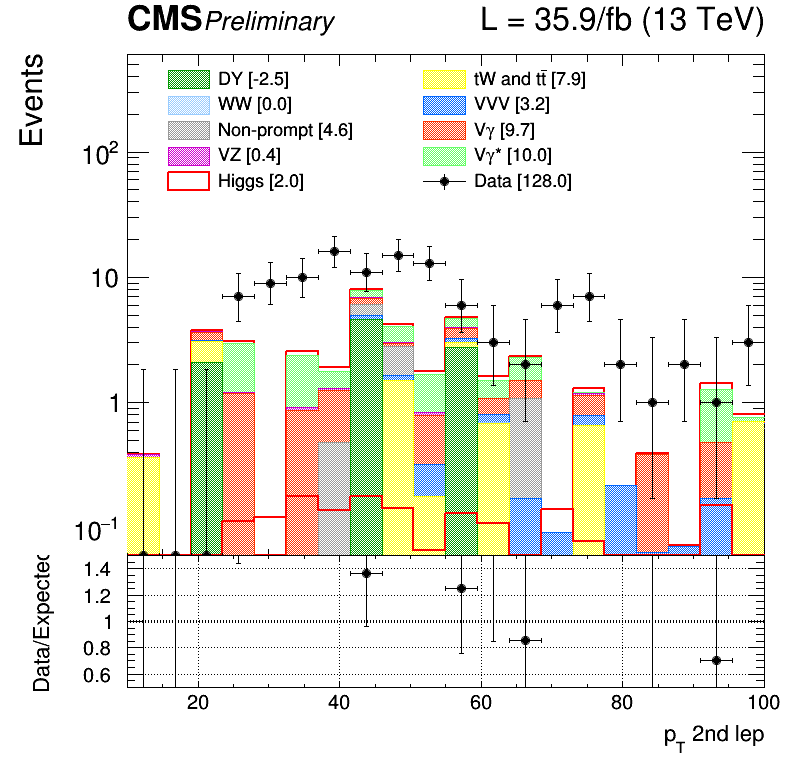 CMS Preliminary L = 35.9/fb (13 TeV)
Events
DY [-2.5]
WW [0.0]
Non-prompt [4.6]
VZ [0.4]
Higgs [2.0]
tW and tt̄ [7.9]
VVV [3.2]
Vγ [9.7]
Vγ* [10.0]
Data [128.0]
10²
10
1
10⁻¹
Data/Expected
1.4
1.2
1
0.8
0.6
20 40 60 80 100
p_T 2nd lep